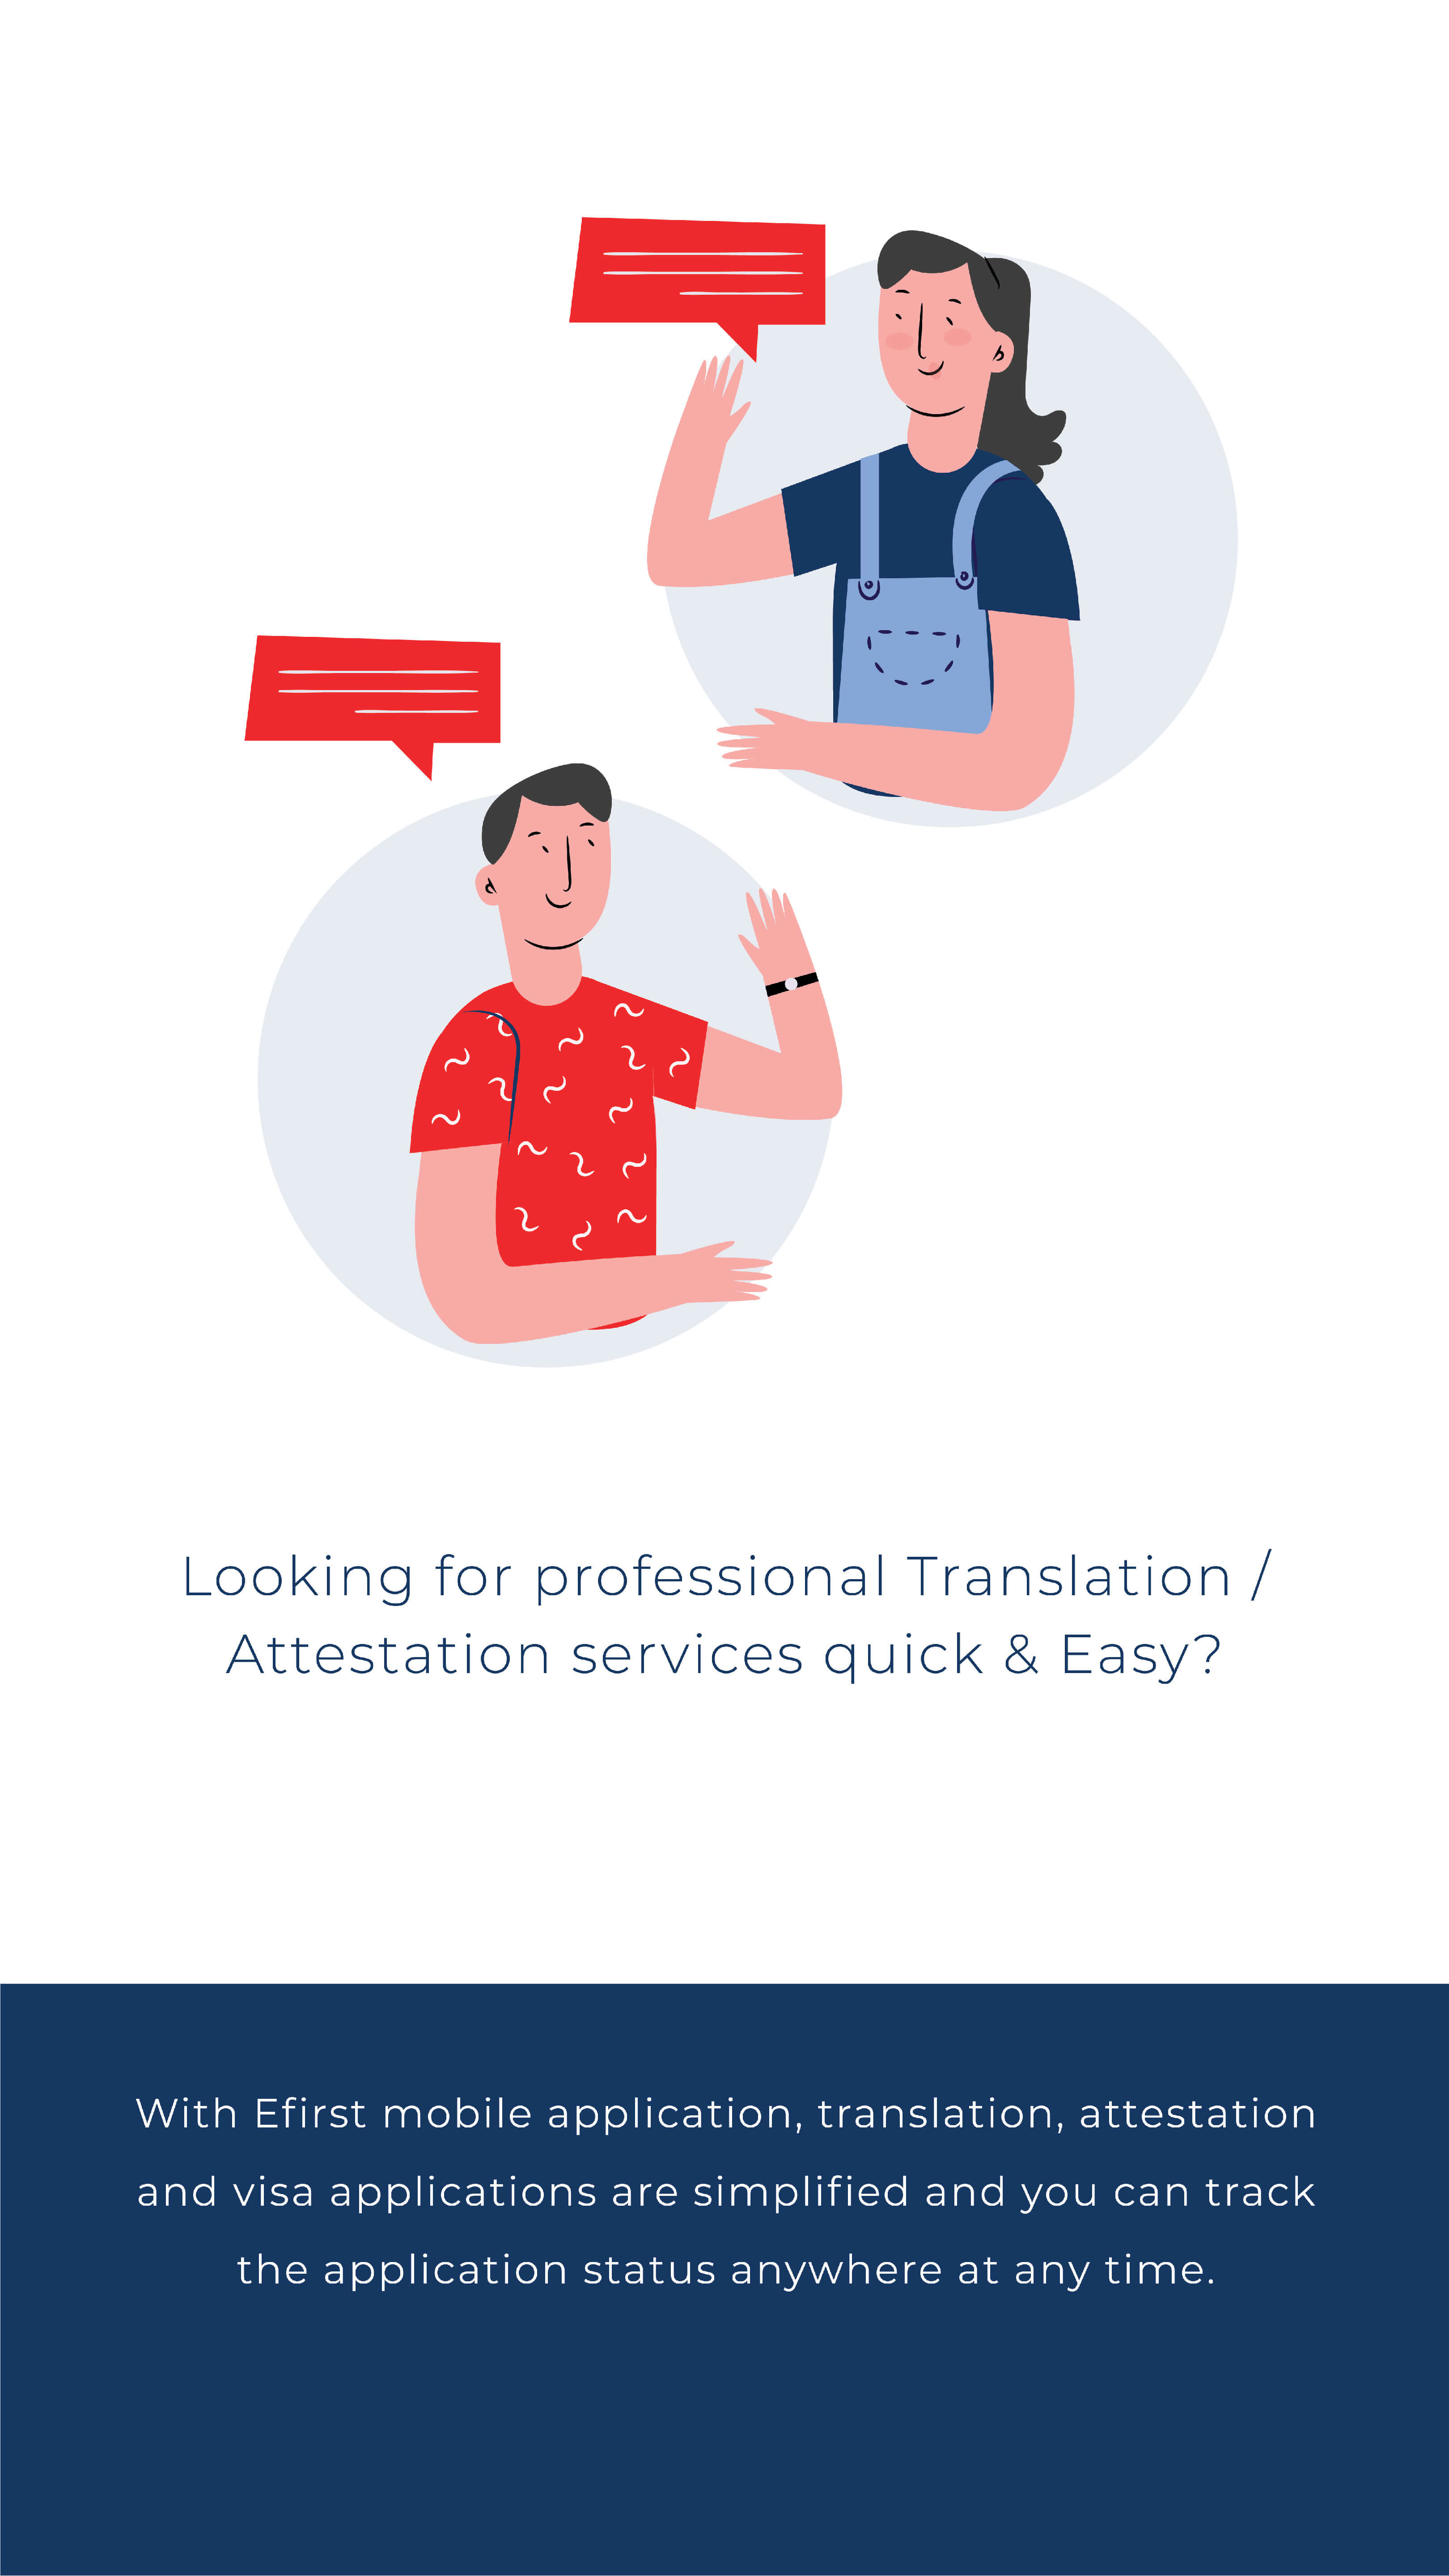 Looking for professional Translation /
Attestation services quick & Easy?
With Efirst mobile application, translation, attestation
and visa applications are simplified and you can track
the application status anywhere at any time.